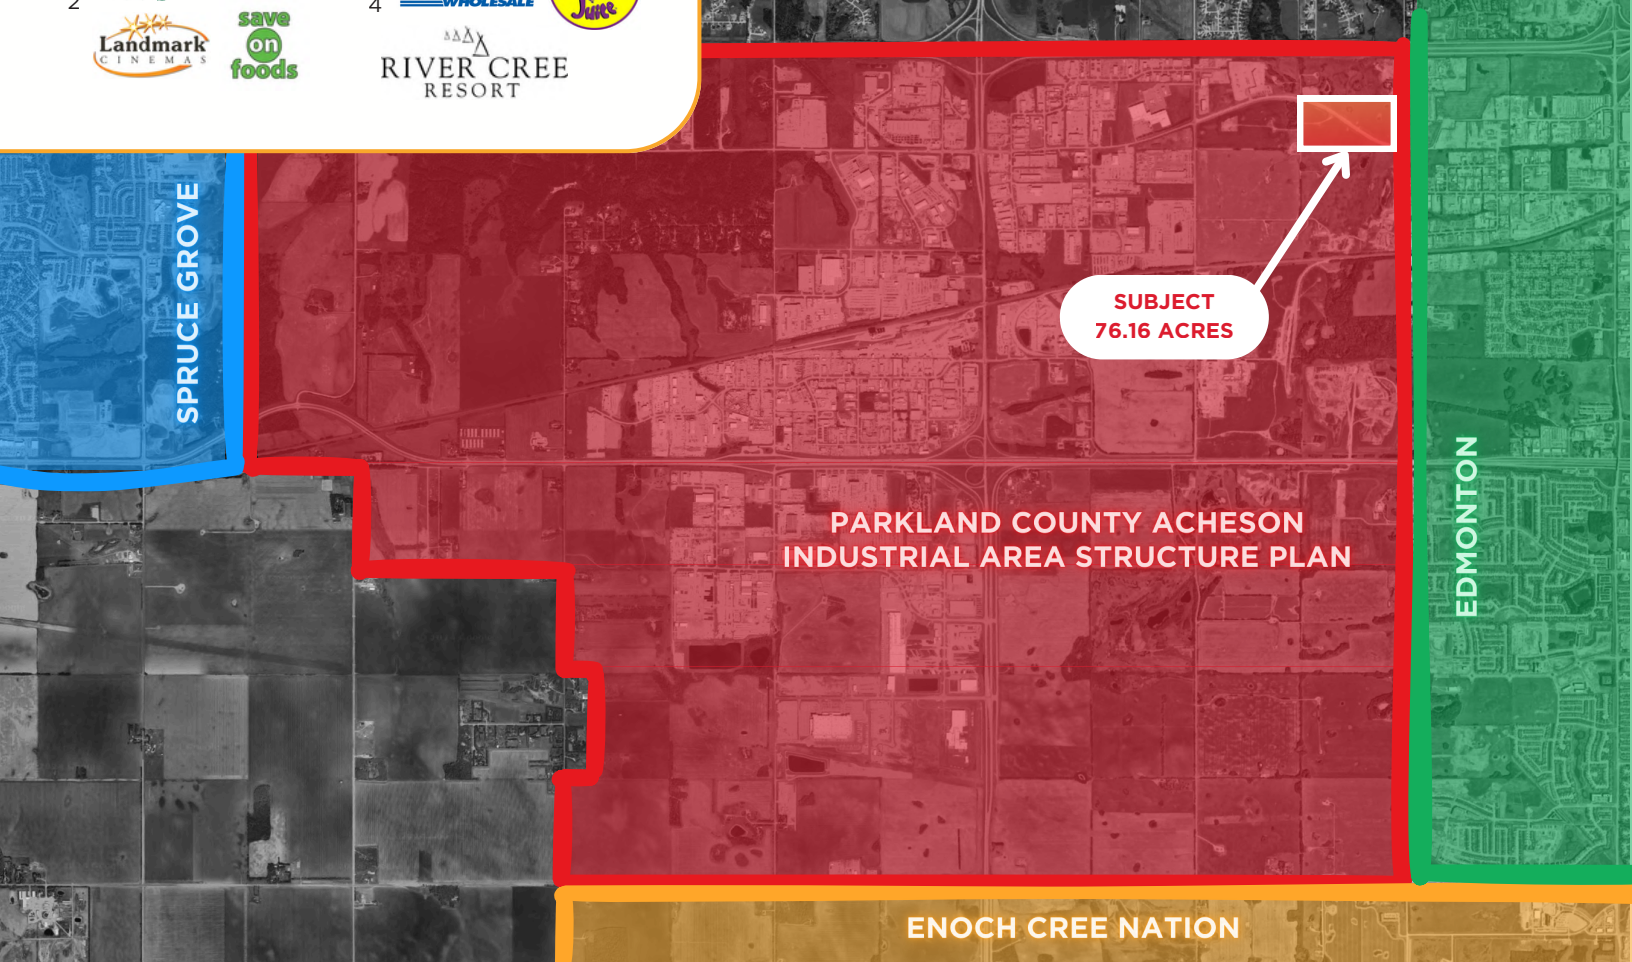 2
4
WHOLESALE
Juice
Landmark
CINEMAS
save
on
foods
RIVER CREE
RESORT
SPRUCE GROVE
SUBJECT
76.16 ACRES
PARKLAND COUNTY ACHESON
INDUSTRIAL AREA STRUCTURE PLAN
EDMONTON
ENOCH CREE NATION